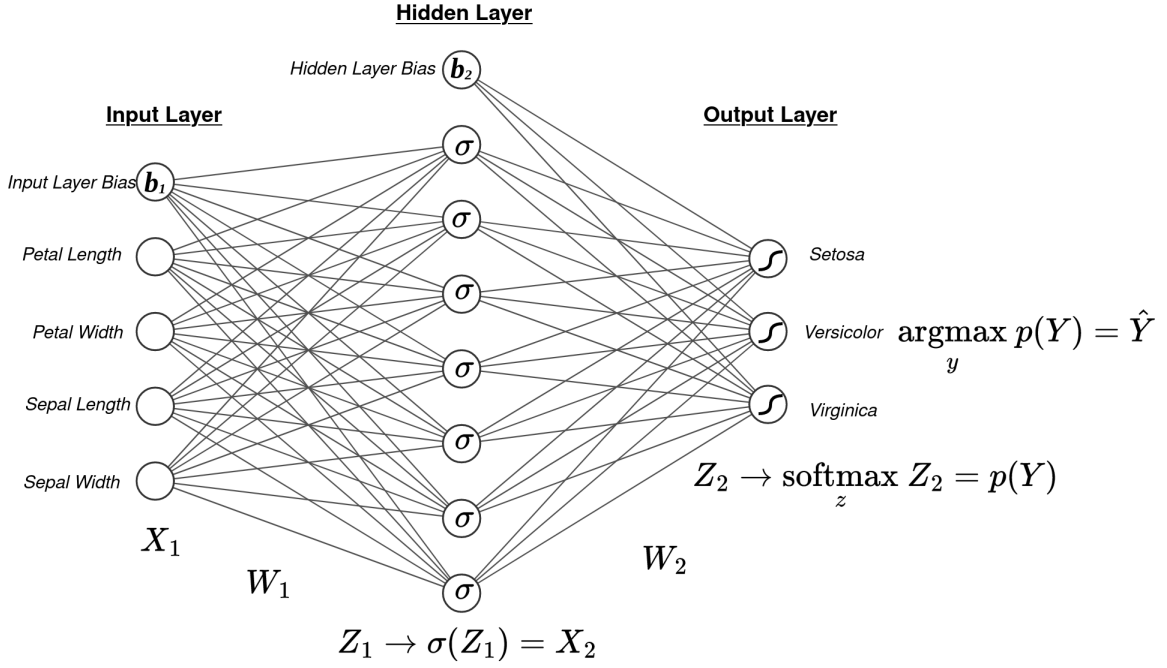 Hidden Layer
Hidden Layer Bias
b₂
Input Layer
Output Layer
Input Layer Bias
b₁
σ
σ
σ
σ
σ
σ
σ
Petal Length
Petal Width
Sepal Length
Sepal Width
Setosa
Versicolor
argmax p(Y) = Ŷ
y
Virginica
Z₂ → softmax Z₂ = p(Y)
z
X₁
W₁
W₂
Z₁ → σ(Z₁) = X₂